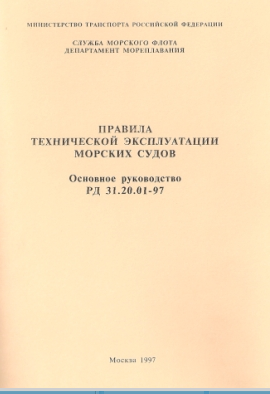 МИНИСТЕРСТВО ТРАНСПОРТА РОССИЙСКОЙ ФЕДЕРАЦИИ
СЛУЖБА МОРСКОГО ФЛОТА
ДЕПАРТАМЕНТ МОРЕПЛАВАНИЯ
ПРАВИЛА
ТЕХНИЧЕСКОЙ ЭКСПЛУАТАЦИИ
МОРСКИХ СУДОВ
Основное руководство
РД 31.20.01-97
Москва 1997